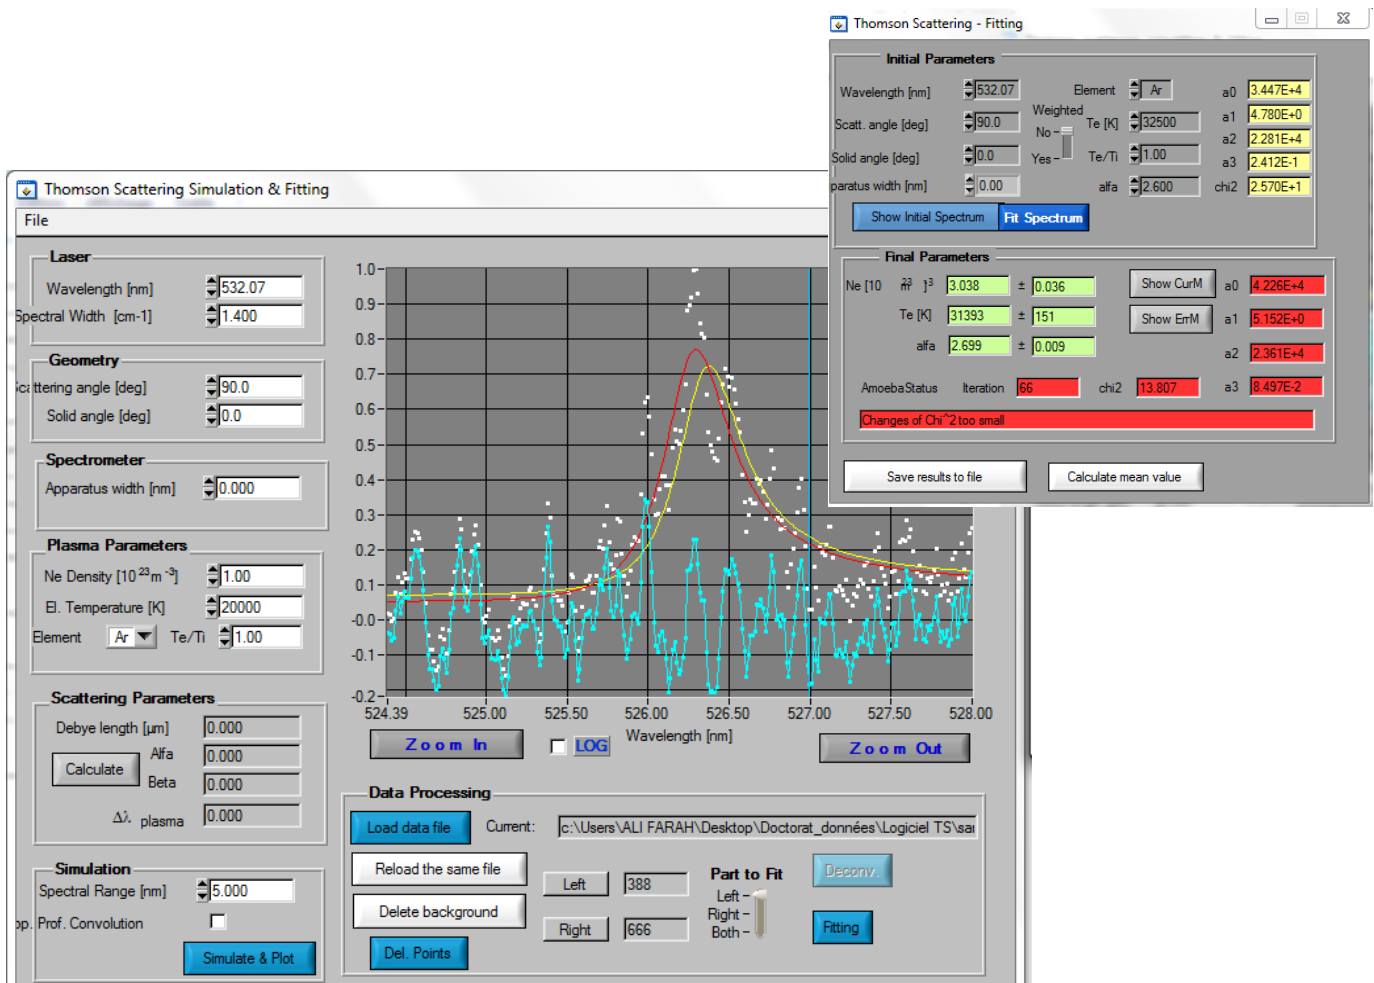 Thomson Scattering - Fitting
Initial Parameters
Wavelength [nm] 532.07 Element Ar a0 3.447E+4
Scatt. angle [deg] 90.0 Weighted No Yes Te [K] 32500 a1 4.780E+0
a2 2.281E+4
Solid angle [deg] 0.0 Te/Ti 1.00 a3 2.412E-1
paratus width [nm] 0.00 alfa 2.600 chi2 2.570E+1
Show Initial Spectrum Fit Spectrum
Final Parameters
Ne [10 23 m ]3 3.038 ± 0.036 Show CurM a0 4.226E+4
Te [K] 31393 ± 151 Show ErrM a1 5.152E+0
alfa 2.699 ± 0.009 a2 2.361E+4
AmoebaStatus Iteration 66 chi2 13.807 a3 8.497E-2
Changes of Chi^2 too small
Save results to file Calculate mean value
Thomson Scattering Simulation & Fitting
File
Laser
Wavelength [nm] 532.07
Spectral Width [cm-1] 1.400
Geometry
Scattering angle [deg] 90.0
Solid angle [deg] 0.0
Spectrometer
Apparatus width [nm] 0.000
Plasma Parameters
Ne Density [10 23 m -3] 1.00
El. Temperature [K] 20000
Element Ar Te/Ti 1.00
Scattering Parameters
Debye length [µm] 0.000
Calculate
Alfa 0.000
Beta 0.000
Δλ plasma 0.000
Simulation
Spectral Range [nm] 5.000
pp. Prof. Convolution
Simulate & Plot
1.0
0.9
0.8
0.7
0.6
0.5
0.4
0.3
0.2
0.1
-0.0
-0.1
-0.2
524.39 525.00 525.50 526.00 526.50 527.00 527.50 528.00
Wavelength [nm]
Zoom In LOG Zoom Out
Data Processing
Load data file Current: c:\Users\ALI FARAH\Desktop\Doctorat_données\Logiciel TS\sar
Reload the same file
Delete background
Del. Points
Left 388
Right 666
Part to Fit
Left
Right
Both
Deconv.
Fitting